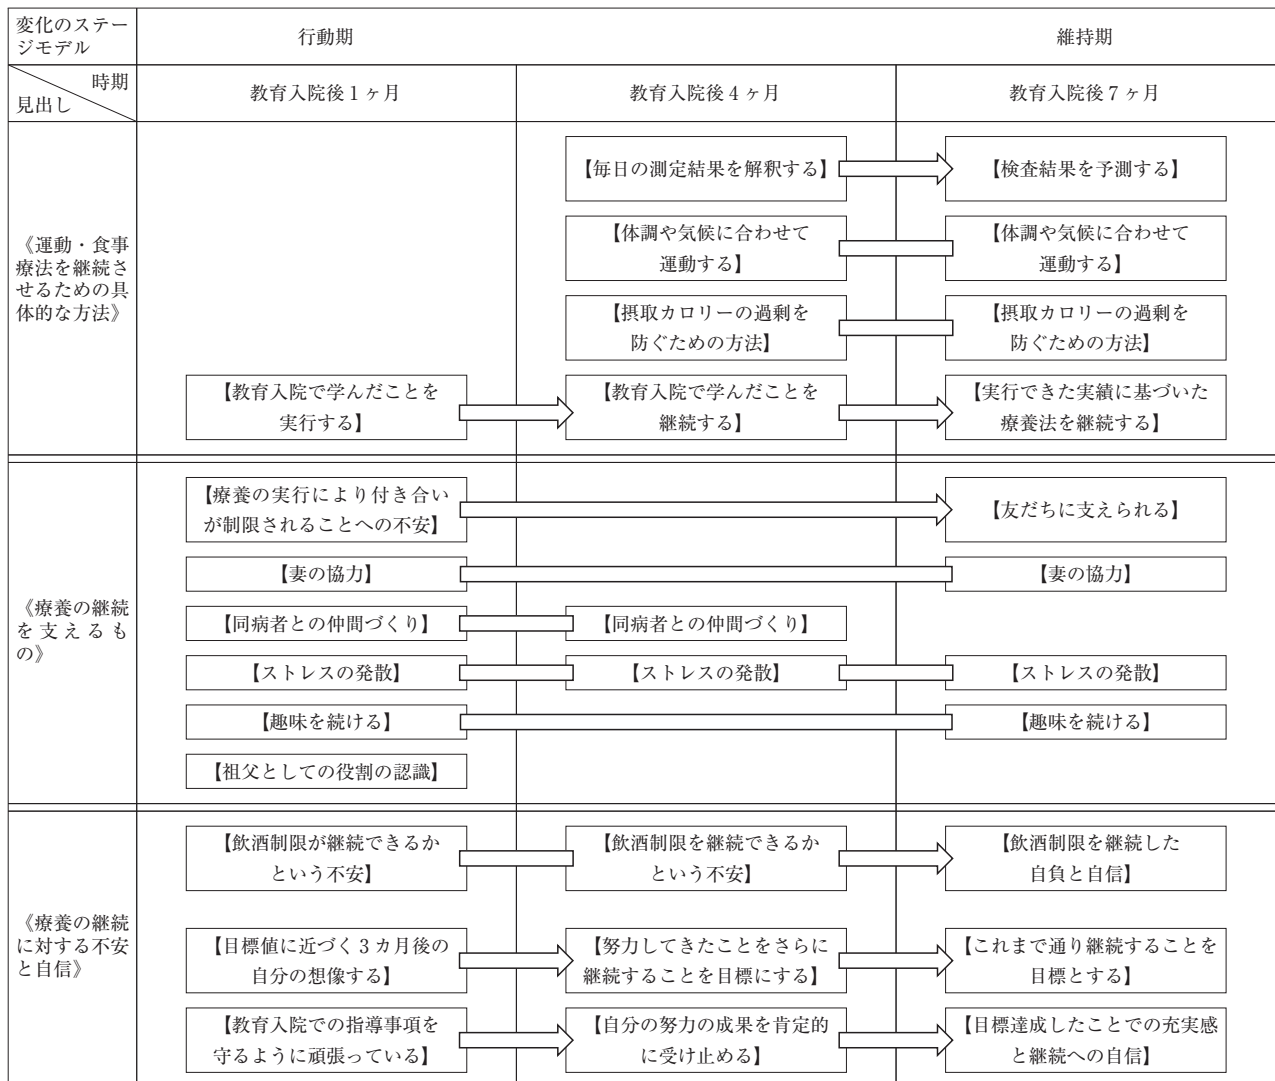 変化のステー
ジモデル
行動期
維持期
時期
見出し
教育入院後1ヶ月
教育入院後4ヶ月
教育入院後7ヶ月
《運動・食事
療法を継続さ
せるための具
体的な方法》
【毎日の測定結果を解釈する】
【検査結果を予測する】
【体調や気候に合わせて
運動する】
【体調や気候に合わせて
運動する】
【摂取カロリーの過剰を
防ぐための方法】
【摂取カロリーの過剰を
防ぐための方法】
【教育入院で学んだことを
実行する】
【教育入院で学んだことを
継続する】
【実行できた実績に基づいた
療養法を継続する】
《療養の継続
を支えるも
の》
【療養の実行により付き合い
が制限されることへの不安】
【友だちに支えられる】
【妻の協力】
【妻の協力】
【同病者との仲間づくり】
【同病者との仲間づくり】
【ストレスの発散】
【ストレスの発散】
【ストレスの発散】
【趣味を続ける】
【趣味を続ける】
【祖父としての役割の認識】
《療養の継続
に対する不安
と自信》
【飲酒制限が継続できるか
という不安】
【飲酒制限を継続できるか
という不安】
【飲酒制限を継続した
自負と自信】
【目標値に近づく3カ月後の
自分の想像する】
【努力してきたことをさらに
継続することを目標にする】
【これまで通り継続することを
目標とする】
【教育入院での指導事項を
守るように頑張っている】
【自分の努力の成果を肯定的
に受け止める】
【目標達成したことでの充実感
と継続への自信】